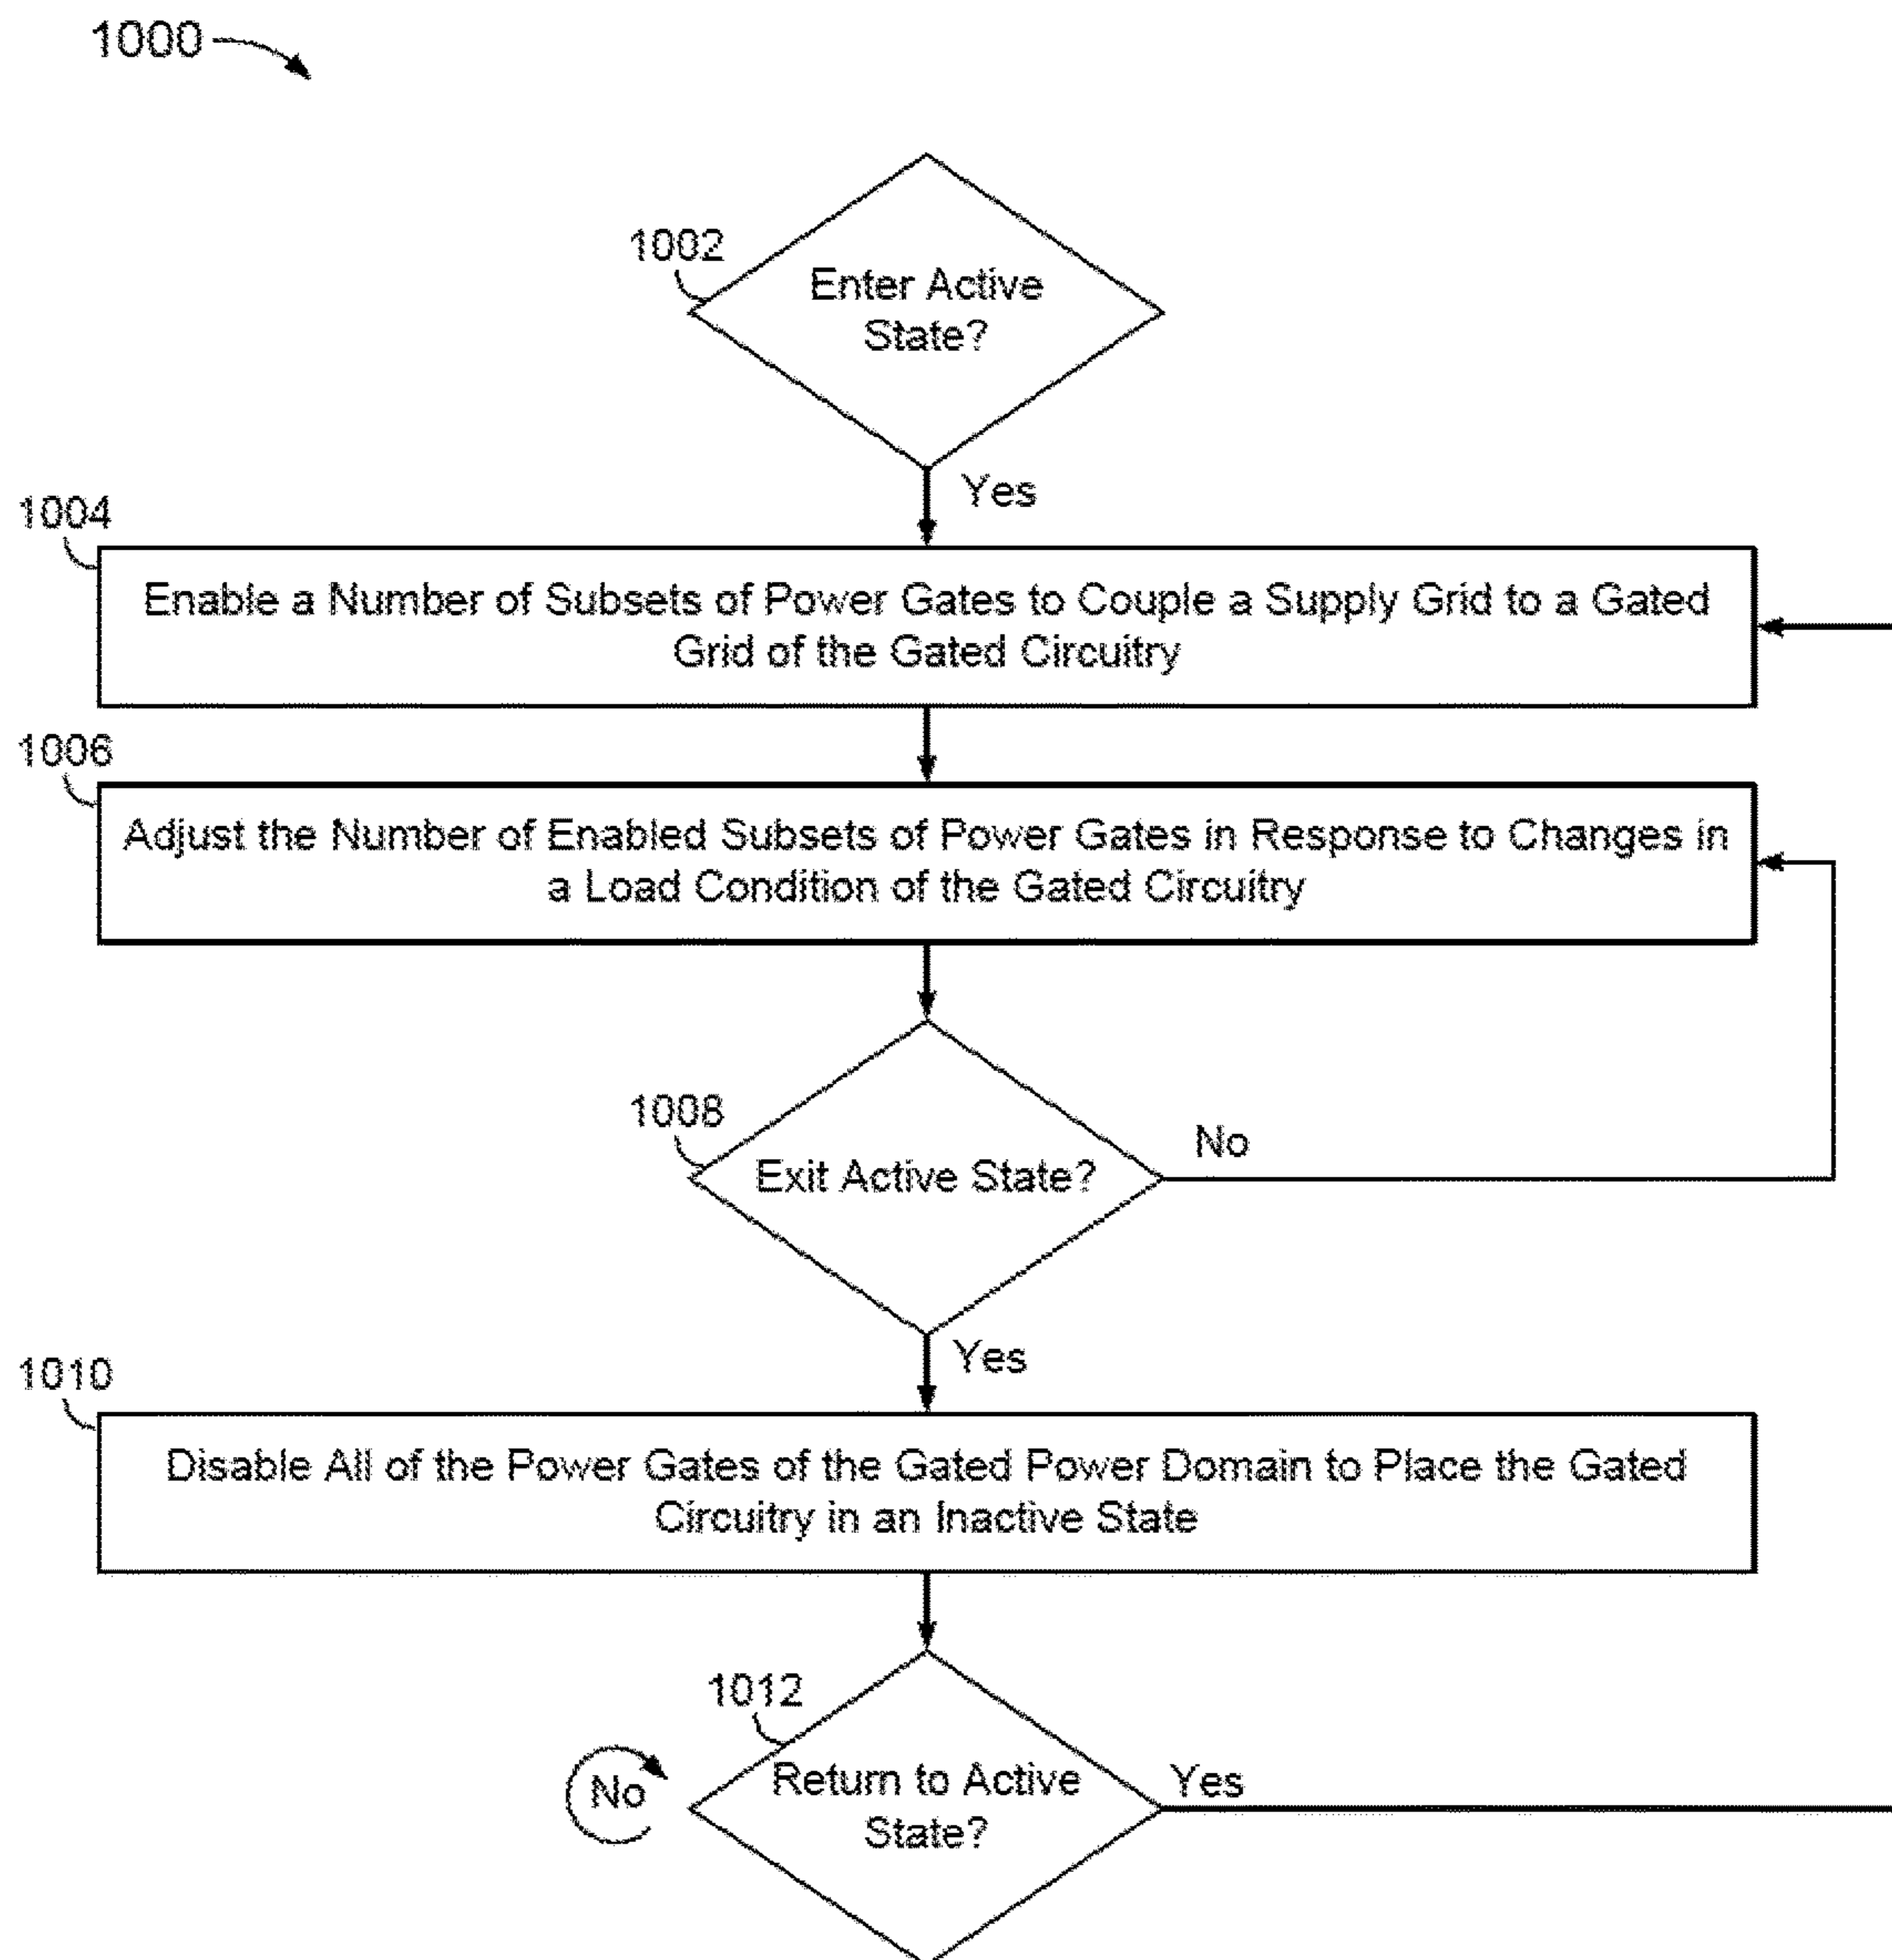 1000
1002
Enter Active
State?
Yes
1004
Enable a Number of Subsets of Power Gates to Couple a Supply Grid to a Gated
Grid of the Gated Circuitry
1006
Adjust the Number of Enabled Subsets of Power Gates in Response to Changes in
a Load Condition of the Gated Circuitry
1008
Exit Active State?
No
Yes
1010
Disable All of the Power Gates of the Gated Power Domain to Place the Gated
Circuitry in an Inactive State
1012
No
Return to Active
State?
Yes